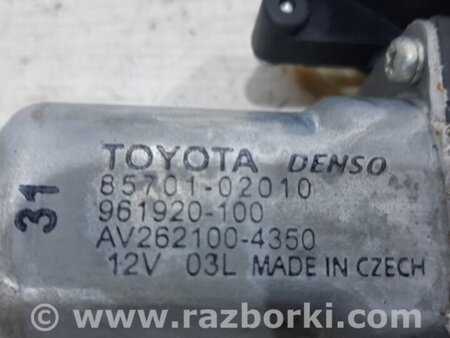 31
TOYOTA DENSO
85701-02010
961920-100
AV262100-4350
12V 03L MADE IN CZECH
www.razborki.com